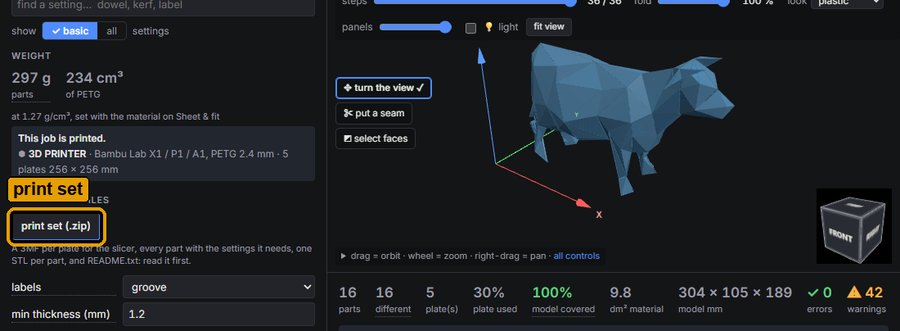 find a setting... dowel, kerf, label
show ✓ basic all settings
WEIGHT
297 g 234 cm³
parts of PETG
at 1.27 g/cm³, set with the material on Sheet & fit
This job is printed.
3D PRINTER · Bambu Lab X1 / P1 / A1, PETG 2.4 mm · 5
plates 256 × 256 mm
print set
print set (.zip)
A 3MF per plate for the slicer, every part with the settings it needs, one
STL per part, and README.txt: read it first.
labels groove
min thickness (mm) 1.2
steps 36 / 36 fold 100 % look plastic
panels light fit view
turn the view ✓
put a seam
select faces
Y
X
FRONT
drag = orbit · wheel = zoom · right-drag = pan · all controls
16 16 5 30% 100% 9.8 304 × 105 × 189 ✓ 0 42
parts different plate(s) plate used model covered dm² material model mm errors warnings